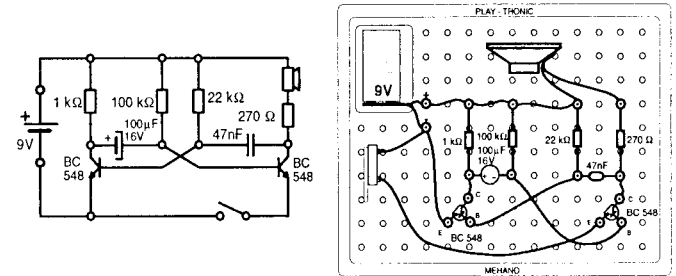 1 kΩ
100 kΩ
22 kΩ
270 Ω
100µF
16V
47nF
+
+
9V
BC
548
BC
548
PLAY - TRONIC
9V
+
-
1 kΩ
100 kΩ
22 kΩ
270 Ω
100µF
16V
+
-
47nF
C
B
E
BC 548
C
E
B
BC 548
MEHANO